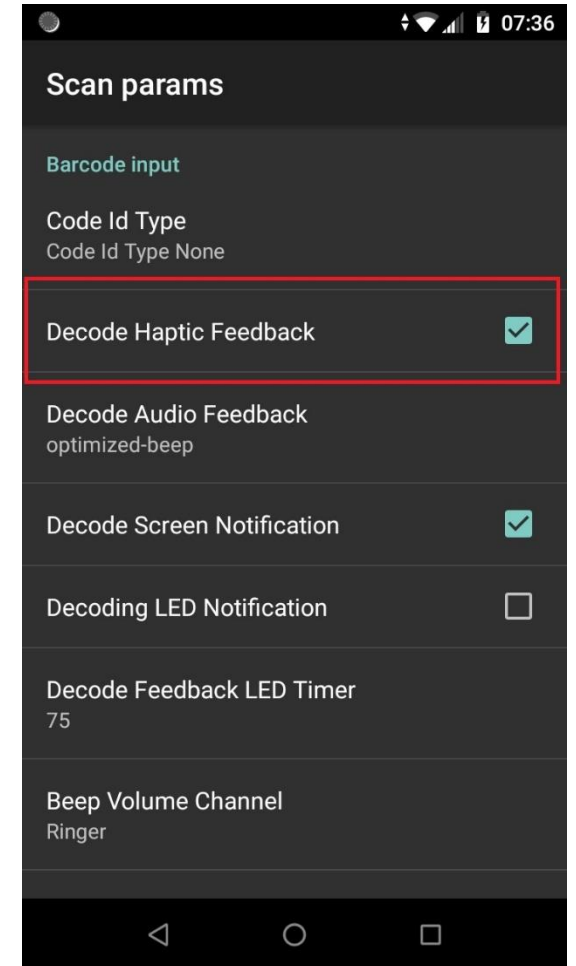 07:36
Scan params
Barcode input
Code Id Type
Code Id Type None
Decode Haptic Feedback
Decode Audio Feedback
optimized-beep
Decode Screen Notification
Decoding LED Notification
Decode Feedback LED Timer
75
Beep Volume Channel
Ringer